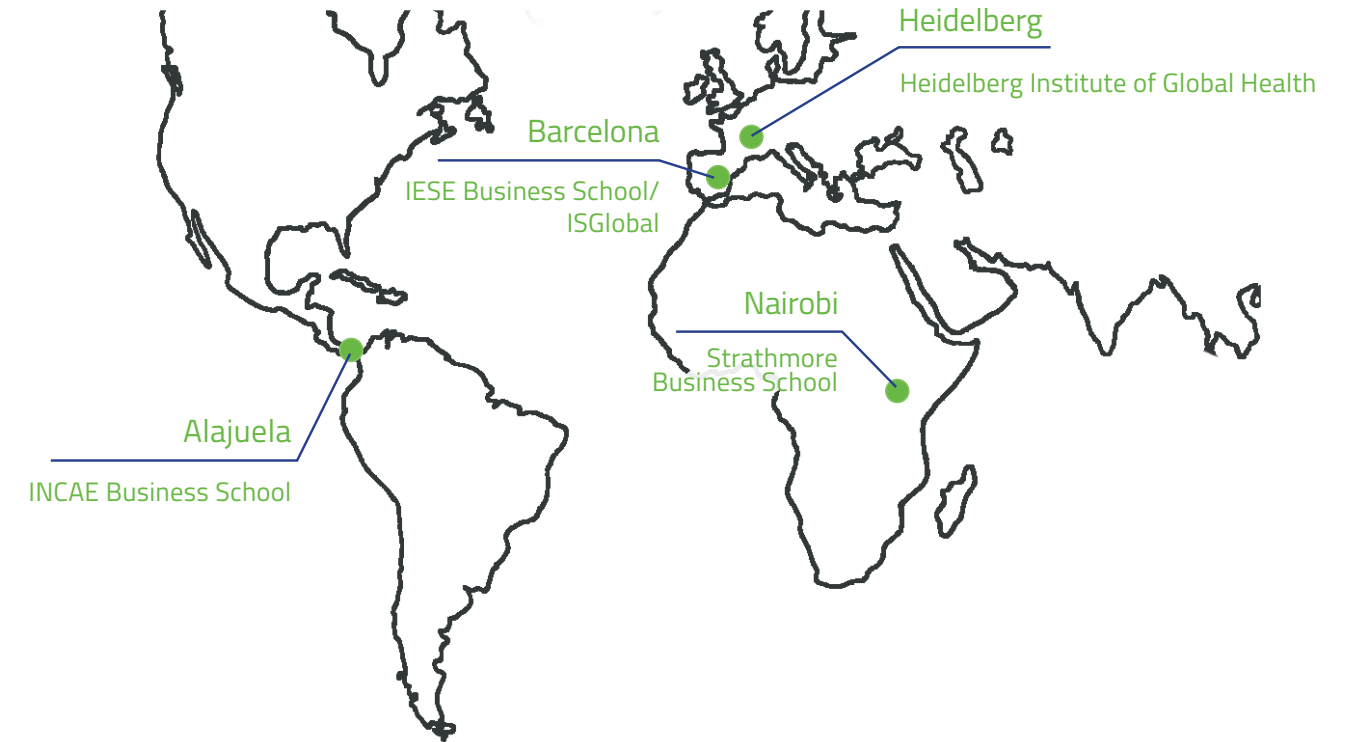 Heidelberg
Heidelberg Institute of Global Health
Barcelona
IESE Business School/
ISGlobal
Nairobi
Strathmore
Business School
Alajuela
INCAE Business School